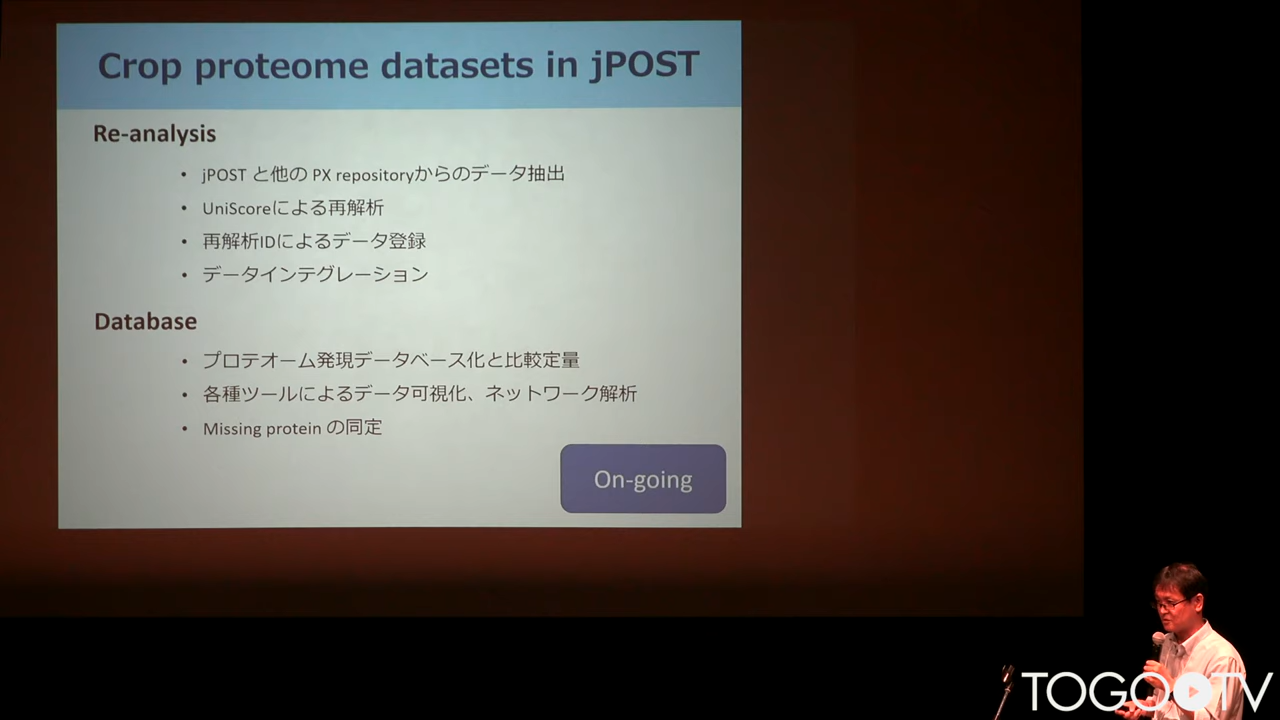 Crop proteome datasets in jPOST
Re-analysis
• jPOST と他の PX repositoryからのデータ抽出
• UniScoreによる再解析
• 再解析IDによるデータ登録
• データインテグレーション
Database
• プロテオーム発現データベース化と比較定量
• 各種ツールによるデータ可視化、ネットワーク解析
• Missing protein の同定
On-going
TOGOTV